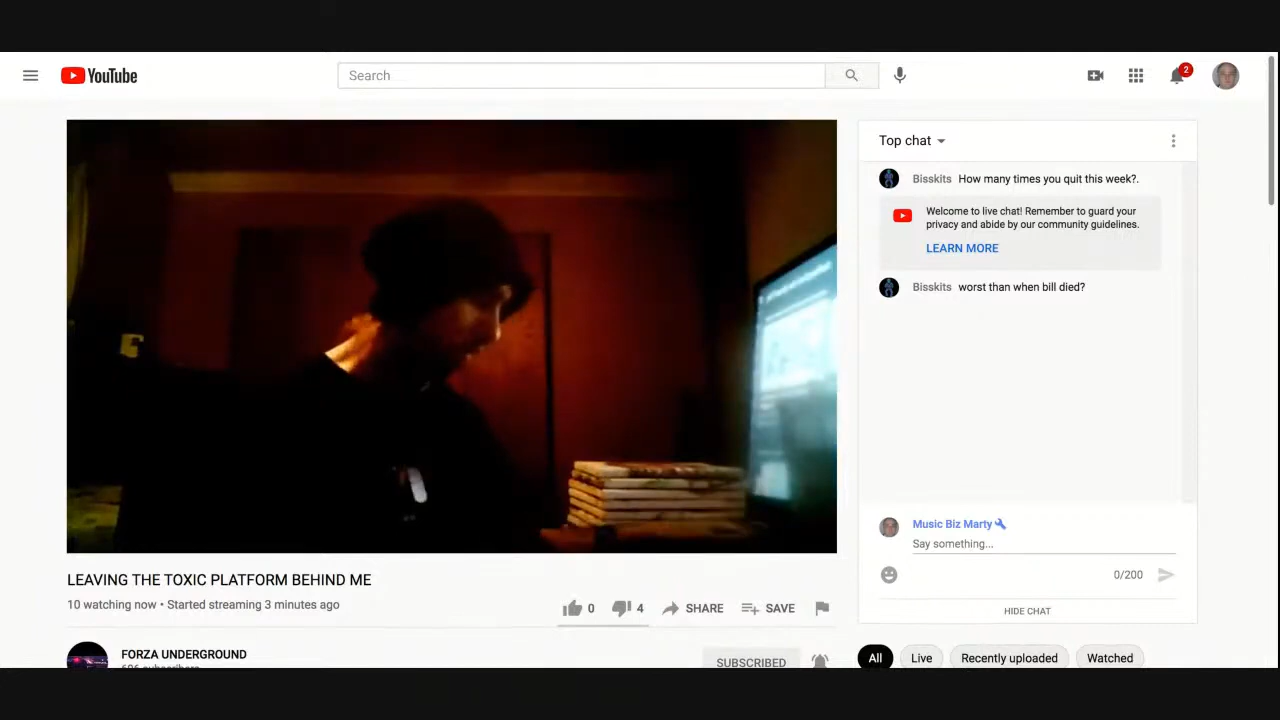 YouTube
Search
2
Top chat
Bisskits How many times you quit this week?.
Welcome to live chat! Remember to guard your
privacy and abide by our community guidelines.
LEARN MORE
Bisskits worst than when bill died?
Music Biz Marty
Say something...
0/200
HIDE CHAT
LEAVING THE TOXIC PLATFORM BEHIND ME
10 watching now • Started streaming 3 minutes ago
0 4 SHARE SAVE
FORZA UNDERGROUND
SUBSCRIBED
All Live Recently uploaded Watched